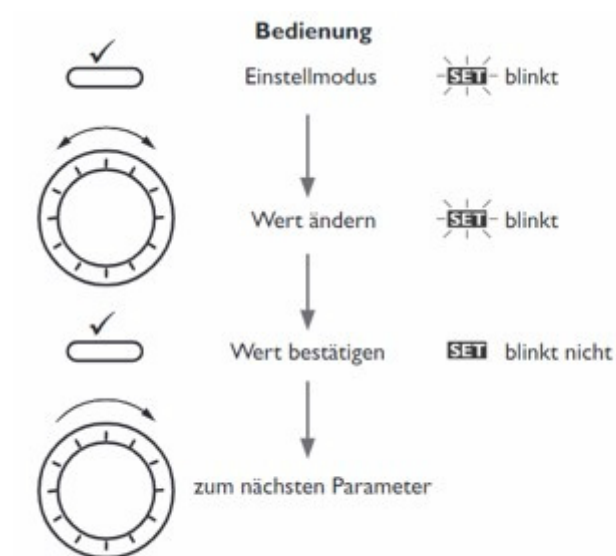 Bedienung
Einstellmodus SET blinkt
Wert ändern SET blinkt
Wert bestätigen SET blinkt nicht
zum nächsten Parameter